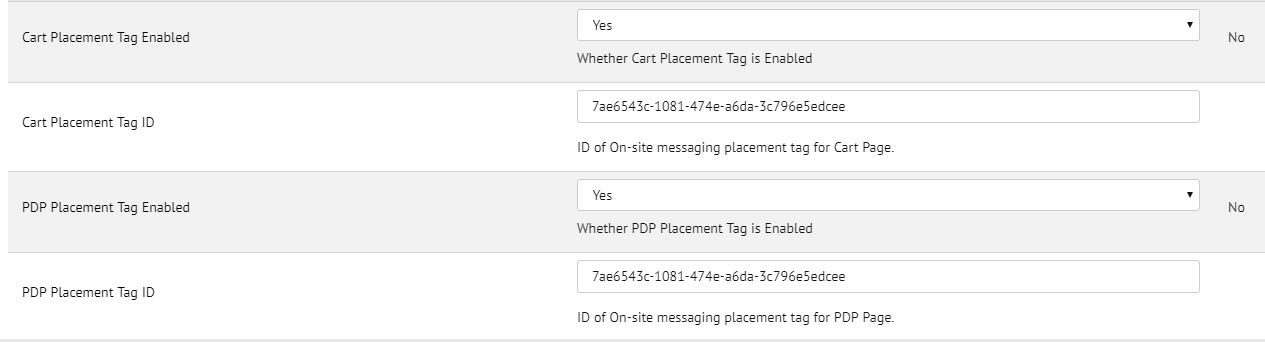 Cart Placement Tag Enabled
Yes
No
Whether Cart Placement Tag is Enabled
Cart Placement Tag ID
7ae6543c-1081-474e-a6da-3c796e5edcee
ID of On-site messaging placement tag for Cart Page.
PDP Placement Tag Enabled
Yes
No
Whether PDP Placement Tag is Enabled
PDP Placement Tag ID
7ae6543c-1081-474e-a6da-3c796e5edcee
ID of On-site messaging placement tag for PDP Page.